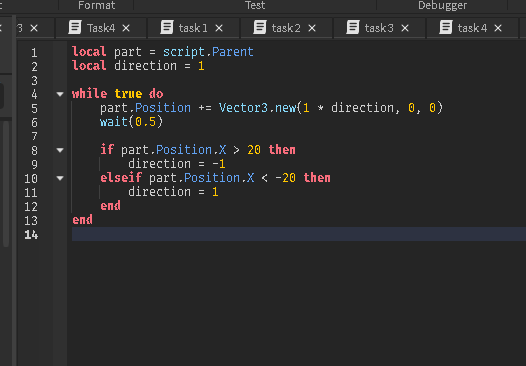 Format Test Debugger
3 × Task4 × task1 × task2 × task3 × task4 ×
1 local part = script.Parent
2 local direction = 1
3
4 while true do
5 part.Position += Vector3.new(1 * direction, 0, 0)
6 wait(0.5)
7
8 if part.Position.X > 20 then
9 direction = -1
10 elseif part.Position.X < -20 then
11 direction = 1
12 end
13 end
14